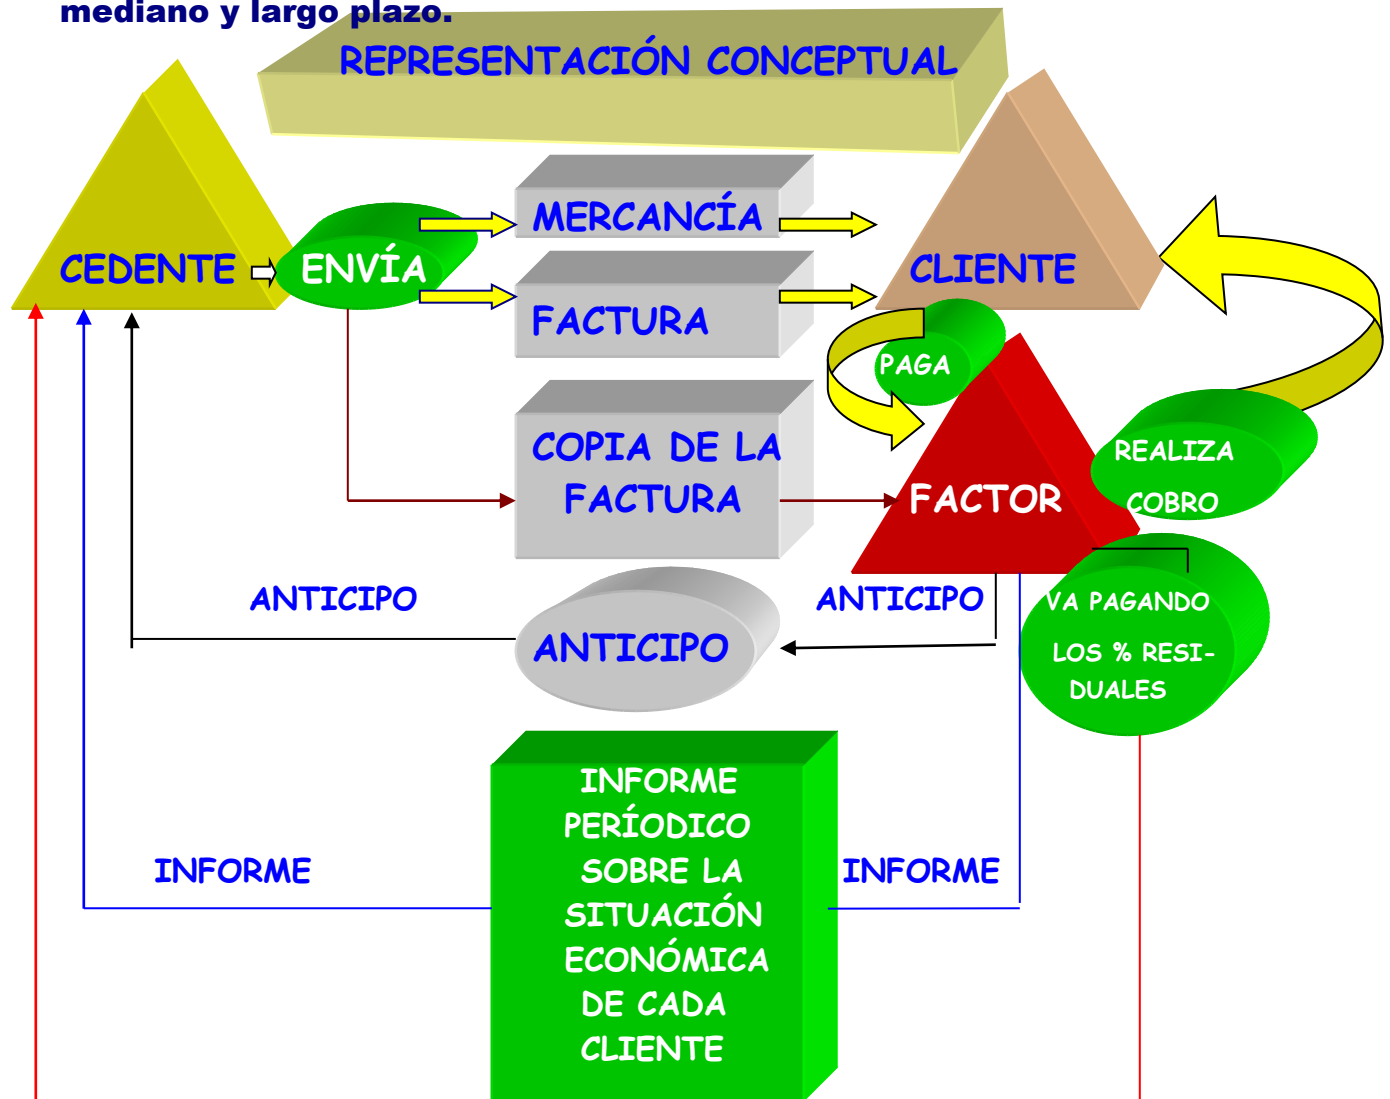 mediano y largo plazo.
REPRESENTACIÓN CONCEPTUAL
MERCANCÍA
CEDENTE
ENVÍA
CLIENTE
FACTURA
PAGA
COPIA DE LA
FACTURA
REALIZA
COBRO
FACTOR
ANTICIPO
ANTICIPO
VA PAGANDO
LOS % RESI-
DUALES
ANTICIPO
INFORME
PERÍODICO
SOBRE LA
SITUACIÓN
ECONÓMICA
DE CADA
CLIENTE
INFORME
INFORME